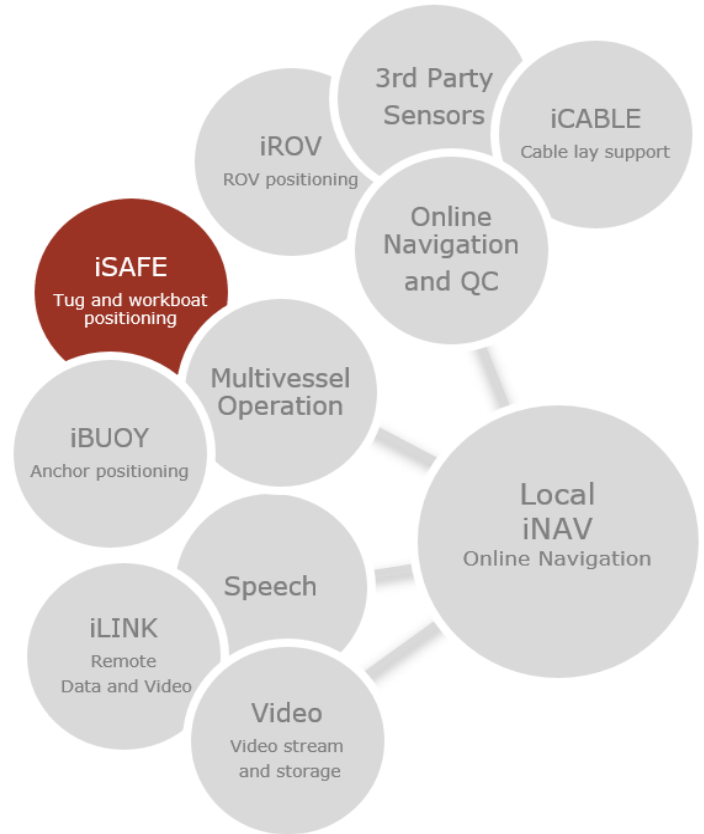 3rd Party
Sensors
iCABLE
Cable lay support
iROV
ROV positioning
Online
Navigation
and QC
iSAFE
Tug and workboat
positioning
Multivessel
Operation
iBUOY
Anchor positioning
Local
iNAV
Online Navigation
Speech
iLINK
Remote
Data and Video
Video
Video stream
and storage